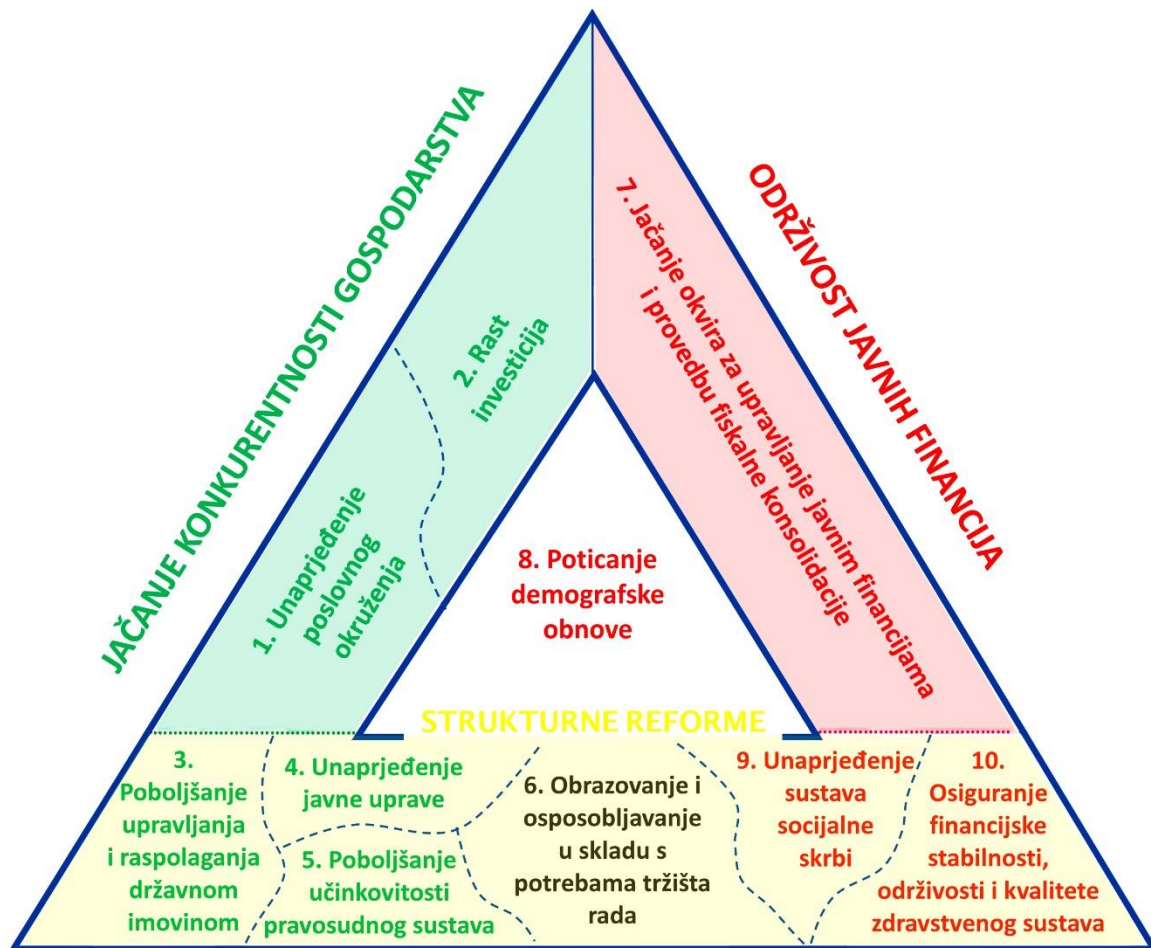 JAČANJE KONKURENTNOSTI GOSPODARSTVA
ODRŽIVOST JAVNIH FINANCIJA
1. Unaprjeđenje
poslovnog
okruženja
2. Rast
investicija
7. Jačanje okvira za upravljanje javnim financijama
i provedbu fiskalne konsolidacije
8. Poticanje
demografske
obnove
STRUKTURNE REFORME
3.
Poboljšanje
upravljanja
i raspolaganja
državnom
imovinom
4. Unaprjeđenje
javne uprave
5. Poboljšanje
učinkovitosti
pravosudnog sustava
6. Obrazovanje i
osposobljavanje
u skladu s
potrebama tržišta
rada
9. Unaprjeđenje
sustava
socijalne
skrbi
10.
Osiguranje
financijske
stabilnosti,
održivosti i kvalitete
zdravstvenog sustava